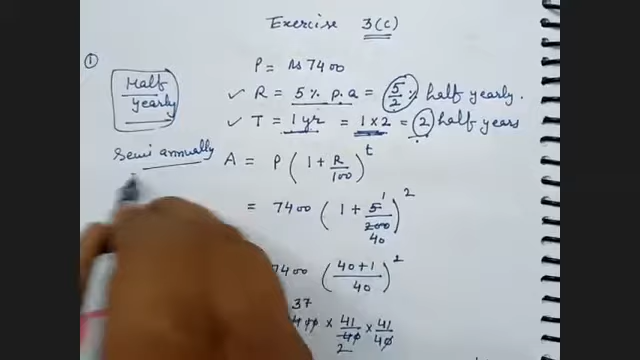 Exercise 3(c)
①
Half yearly
P = Rs 7400
✓ R = 5% p.a = 5/2 % half yearly.
✓ T = 1 yr = 1 × 2 = 2 half years
Semi annually
A = P (1 + R/100)^t
= 7400 (1 + 5 1/200 40)^2
7400 (40+1/40)^2
37
× 41/40 × 41/40
2